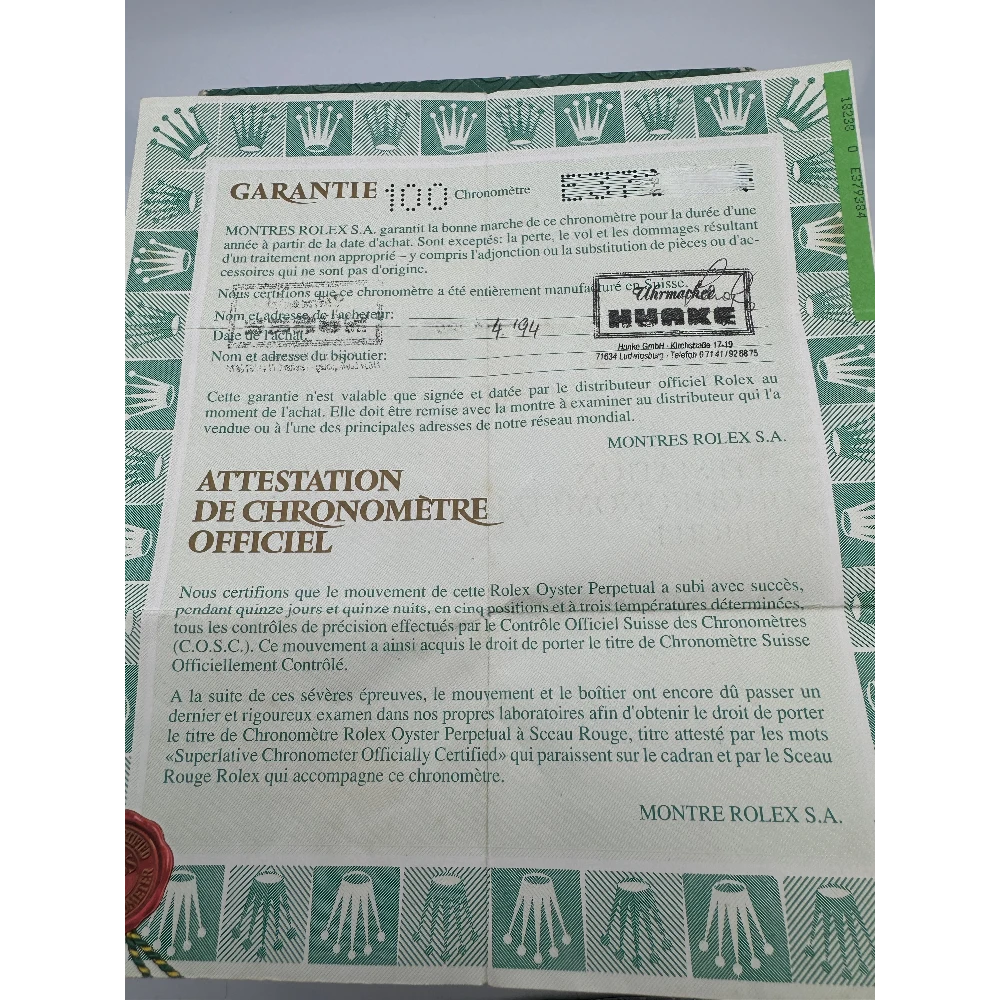 18238 0 E379384
GARANTIE 100 Chronomètre
MONTRES ROLEX S.A. garantit la bonne marche de ce chronomètre pour la durée d'une
année à partir de la date d'achat. Sont exceptés: la perte, le vol et les dommages résultant
d'un traitement non approprié – y compris l'adjonction ou la substitution de pièces ou d'ac-
cessoires qui ne sont pas d'origine.
Nous certifions que ce chronomètre a été entièrement manufacturé en Suisse.
Nom et adresse de l'acheteur:
Date de l'achat: 4 '94
Nom et adresse du bijoutier:
Uhrmacher
HUNKE
Hunke GmbH · Kirchstraße 17-19
71634 Ludwigsburg · Telefon 0 71 41 / 92 88 75
Cette garantie n'est valable que signée et datée par le distributeur officiel Rolex au
moment de l'achat. Elle doit être remise avec la montre à examiner au distributeur qui l'a
vendue ou à l'une des principales adresses de notre réseau mondial.
MONTRES ROLEX S.A.
ATTESTATION
DE CHRONOMÈTRE
OFFICIEL
Nous certifions que le mouvement de cette Rolex Oyster Perpetual a subi avec succès,
pendant quinze jours et quinze nuits, en cinq positions et à trois températures déterminées,
tous les contrôles de précision effectués par le Contrôle Officiel Suisse des Chronomètres
(C.O.S.C.). Ce mouvement a ainsi acquis le droit de porter le titre de Chronomètre Suisse
Officiellement Contrôlé.
A la suite de ces sévères épreuves, le mouvement et le boîtier ont encore dû passer un
dernier et rigoureux examen dans nos propres laboratoires afin d'obtenir le droit de porter
le titre de Chronomètre Rolex Oyster Perpetual à Sceau Rouge, titre attesté par les mots
«Superlative Chronometer Officially Certified» qui paraissent sur le cadran et par le Sceau
Rouge Rolex qui accompagne ce chronomètre.
MONTRE ROLEX S.A.